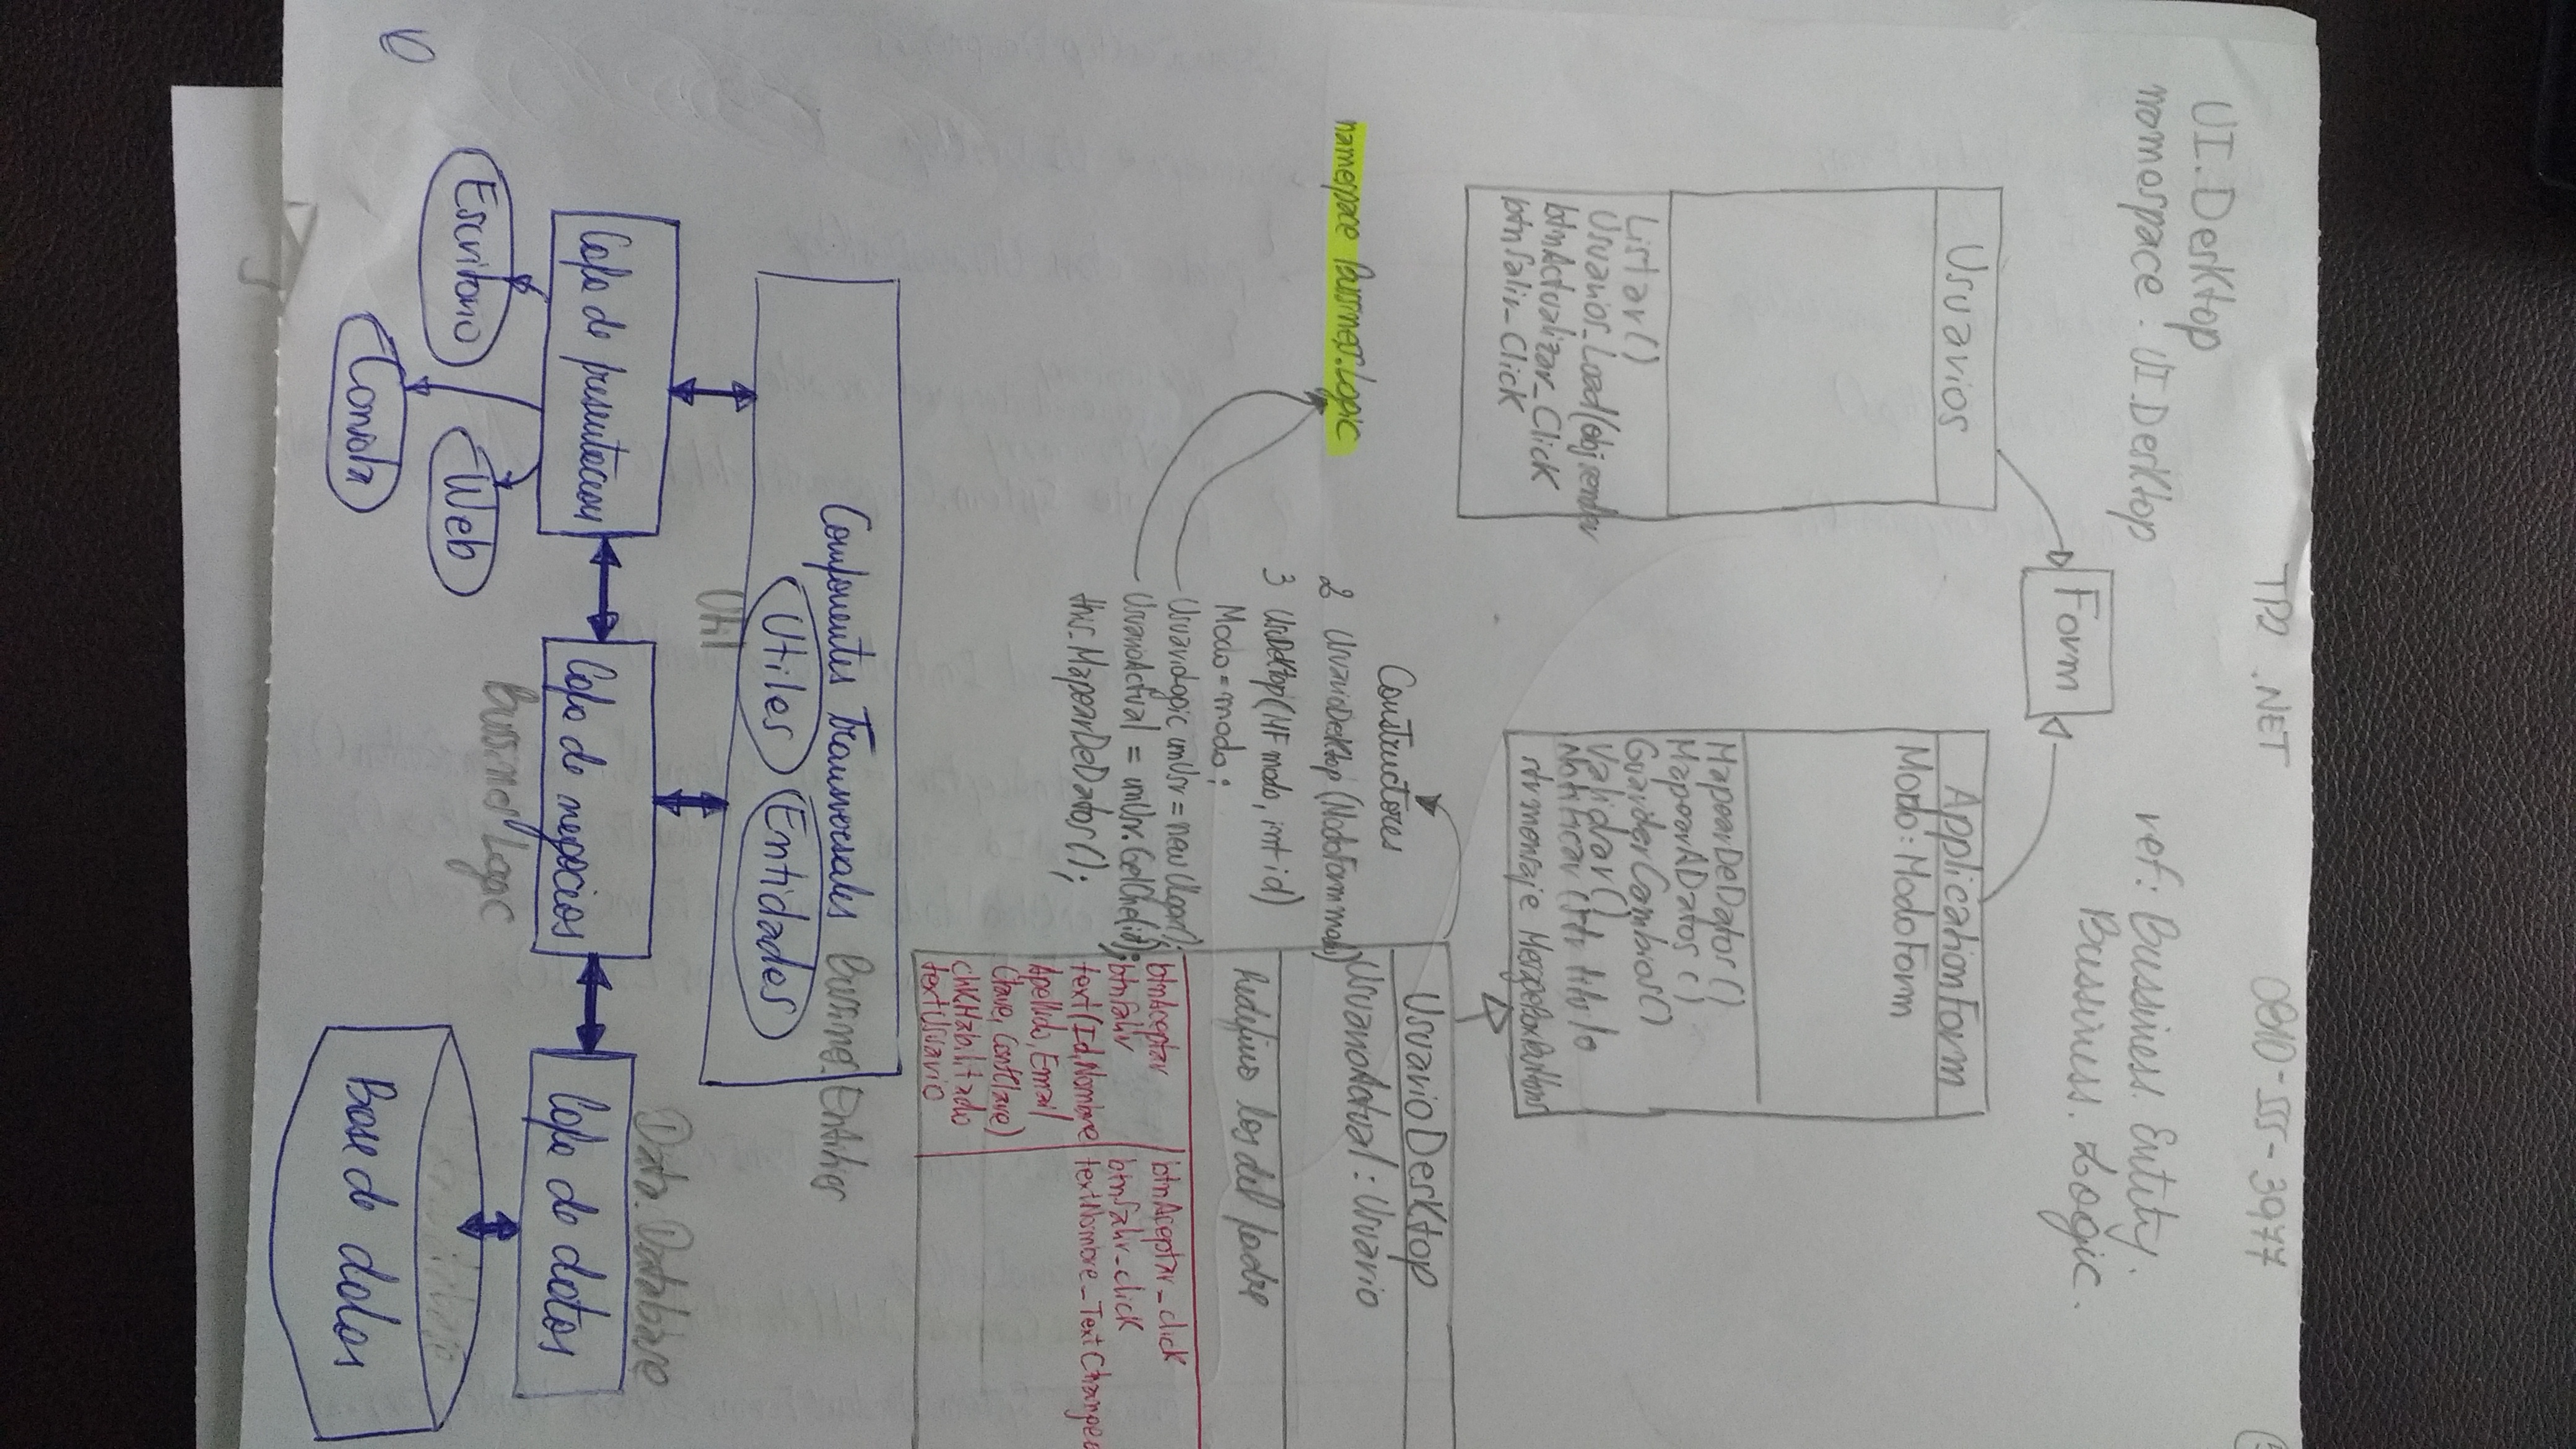 TP2 .NET 0810-555-3977
UI.Desktop
namespace: UI.Desktop
ref: Bussiness. Entity.
Bussiness. Logic.
Form
Usuarios
Listar()
Usuarios_Load(obj sender
btnActualizar_Click
btnSalir_Click
ApplicationForm
Modo: ModoForm
MapearDeDatos ()
MapearADatos ()
GuardarCambios()
Validar()
Notificar (str titulo
str mensaje MessageBoxButtons
UsuarioDesktop
UsuarioActual: Usuario
Redefino los del padre
btnAceptar
btnSalir
text(Id, Nombre
Apellido, Email
Clave, ConfClave)
chkHabilitado
textUsuario
btnAceptar_click
btnSalir_click
textNombre_TextChanged
Constructores
2 UsuarioDesktop (ModoForm modo)
3 UsuDektop(MF modo, int id)
Modo = modo;
UsuarioLogic unUsr = new ULogic();
UsuarioActual = unUsr.GetOne(id);
this.MapearDeDatos();
namespace Bussines.Logic
Componentes Transversales Bussines.Entities
Utiles Entidades
Util
Capa de presentacion
Capa de negocios
Bussines Logic
Data.Database
Capa de datos
Escritorio
Web
Consola
Base de datos